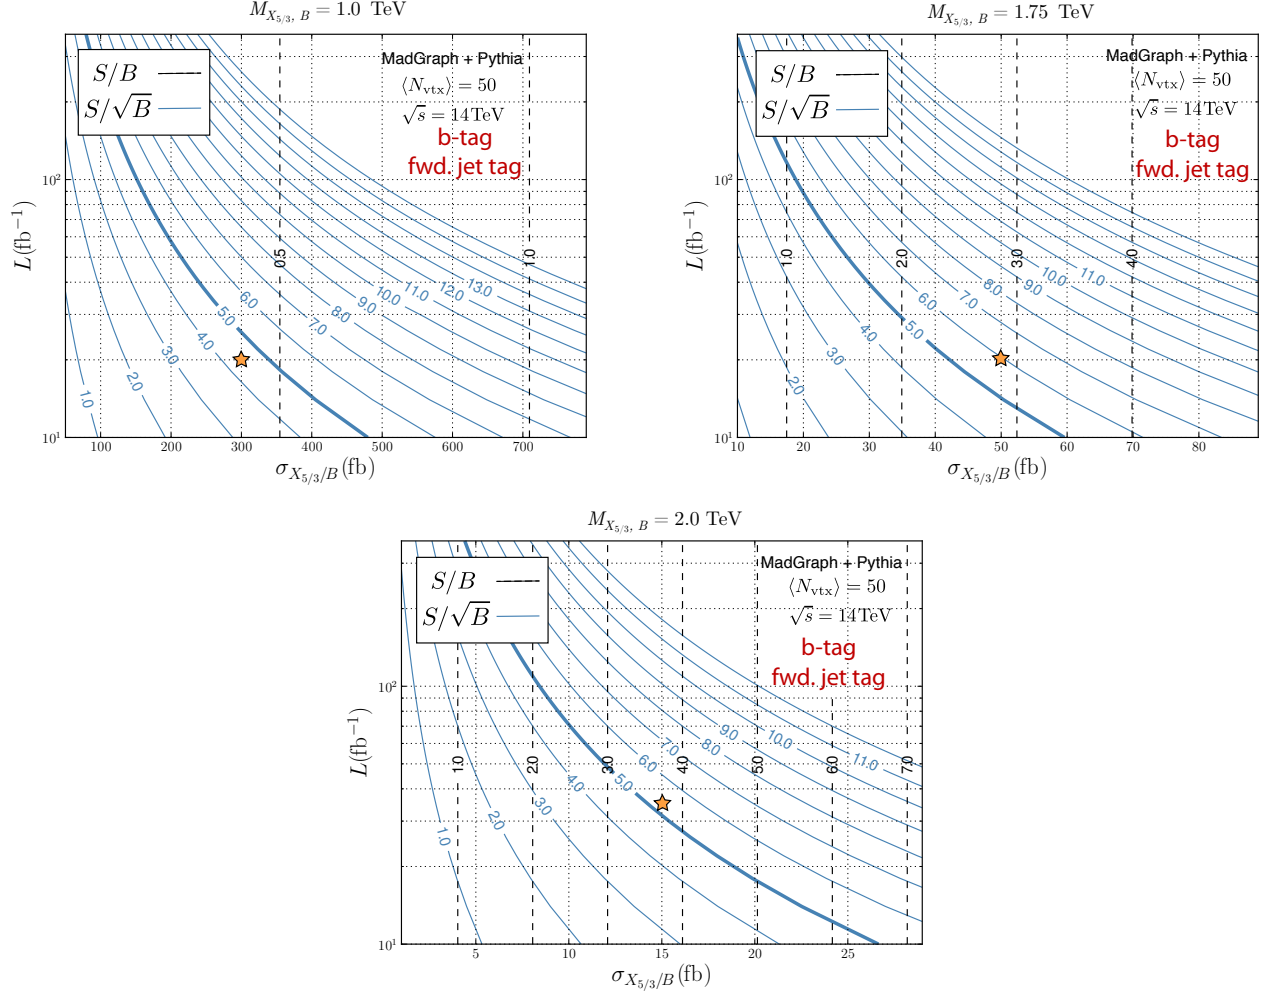 M_{X_{5/3}, B} = 1.0 TeV
S/B
S/√B
MadGraph + Pythia
⟨N_vtx⟩ = 50
√s = 14TeV
b-tag
fwd. jet tag
L(fb⁻¹)
10²
10¹
0.5
1.0
1.0
2.0
3.0
4.0
5.0
6.0
7.0
8.0
9.0
10.0
11.0
12.0
13.0
100 200 300 400 500 600 700
σ_{X_{5/3}/B}(fb)
M_{X_{5/3}, B} = 1.75 TeV
S/B
S/√B
MadGraph + Pythia
⟨N_vtx⟩ = 50
√s = 14TeV
b-tag
fwd. jet tag
L(fb⁻¹)
10²
10¹
1.0
2.0
3.0
4.0
2.0
3.0
4.0
5.0
6.0
7.0
8.0
9.0
10.0
11.0
10 20 30 40 50 60 70 80
σ_{X_{5/3}/B}(fb)
M_{X_{5/3}, B} = 2.0 TeV
S/B
S/√B
MadGraph + Pythia
⟨N_vtx⟩ = 50
√s = 14TeV
b-tag
fwd. jet tag
L(fb⁻¹)
10²
10¹
1.0
2.0
3.0
4.0
5.0
6.0
7.0
1.0
2.0
3.0
4.0
5.0
6.0
7.0
8.0
9.0
10.0
11.0
5 10 15 20 25
σ_{X_{5/3}/B}(fb)